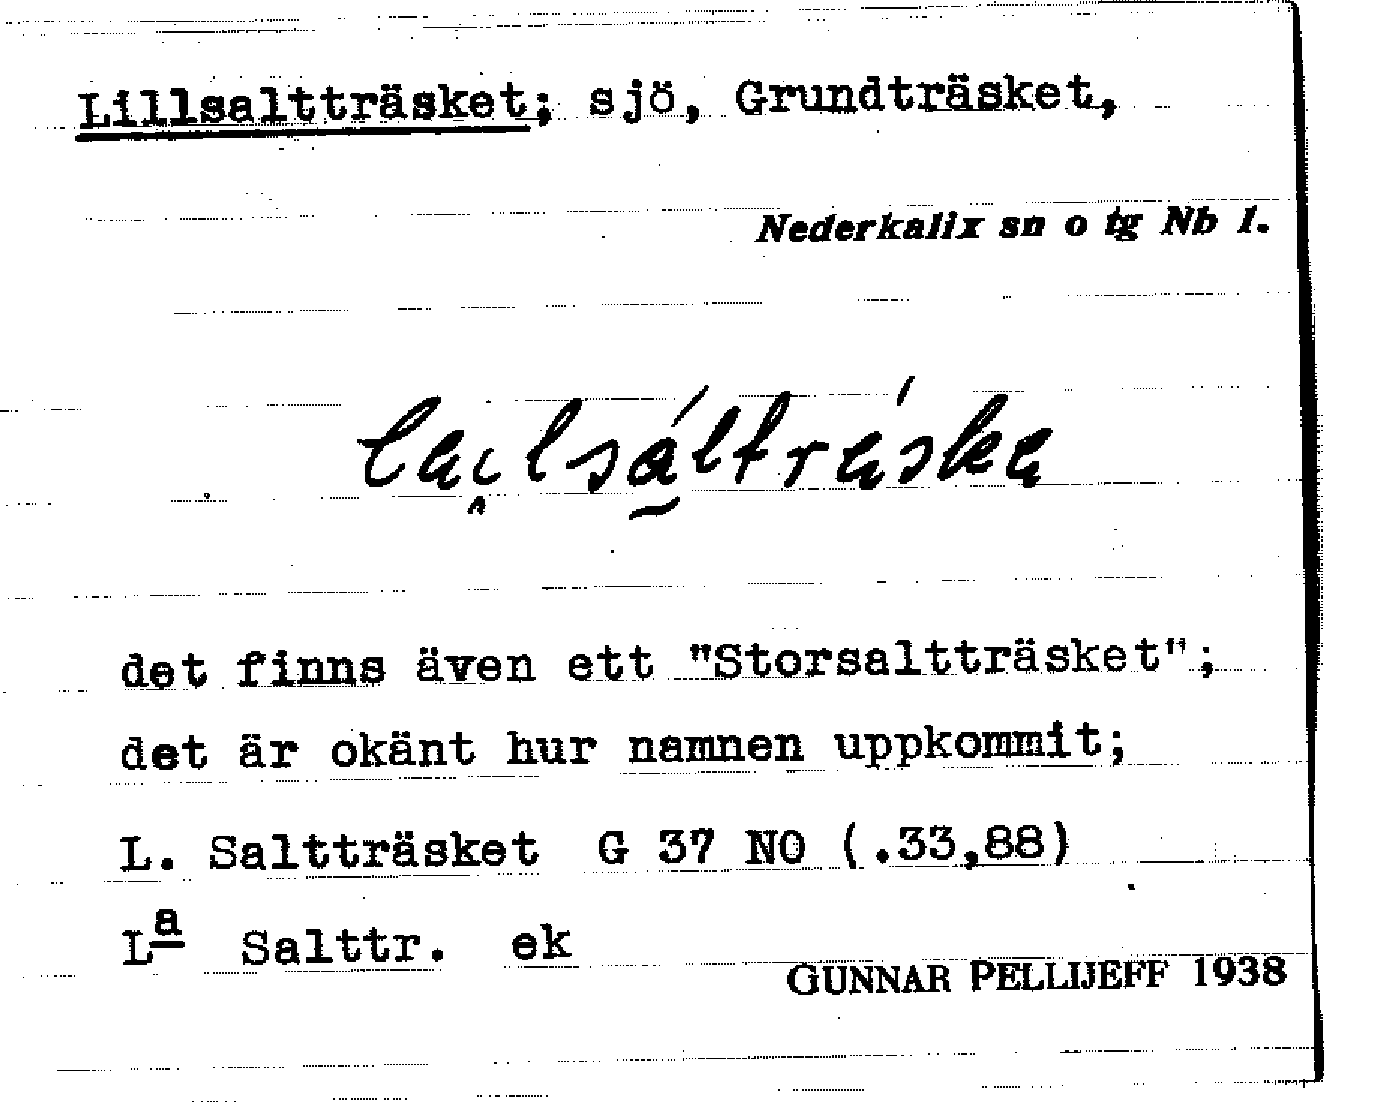 Lillsaltträsket; sjö, Grundträsket,
Nederkalix sn o tg Nb l.
det finns även ett "Storsaltträsket";
det är okänt hur namnen uppkommit;
L. Saltträsket G 37 NO (.33,88)
La Salttr. ek
GUNNAR PELLIJEFF 1938